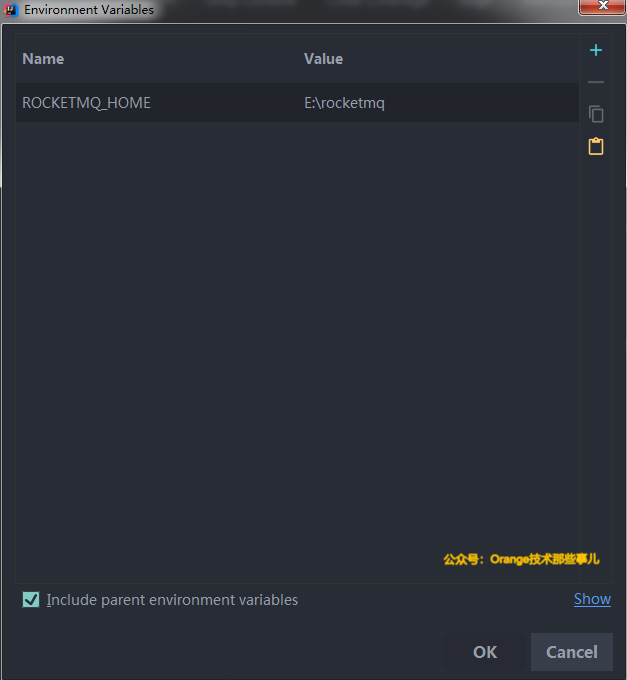 Environment Variables
Name Value
ROCKETMQ_HOME E:\rocketmq
公众号：Orange技术那些事儿
Include parent environment variables Show
OK Cancel